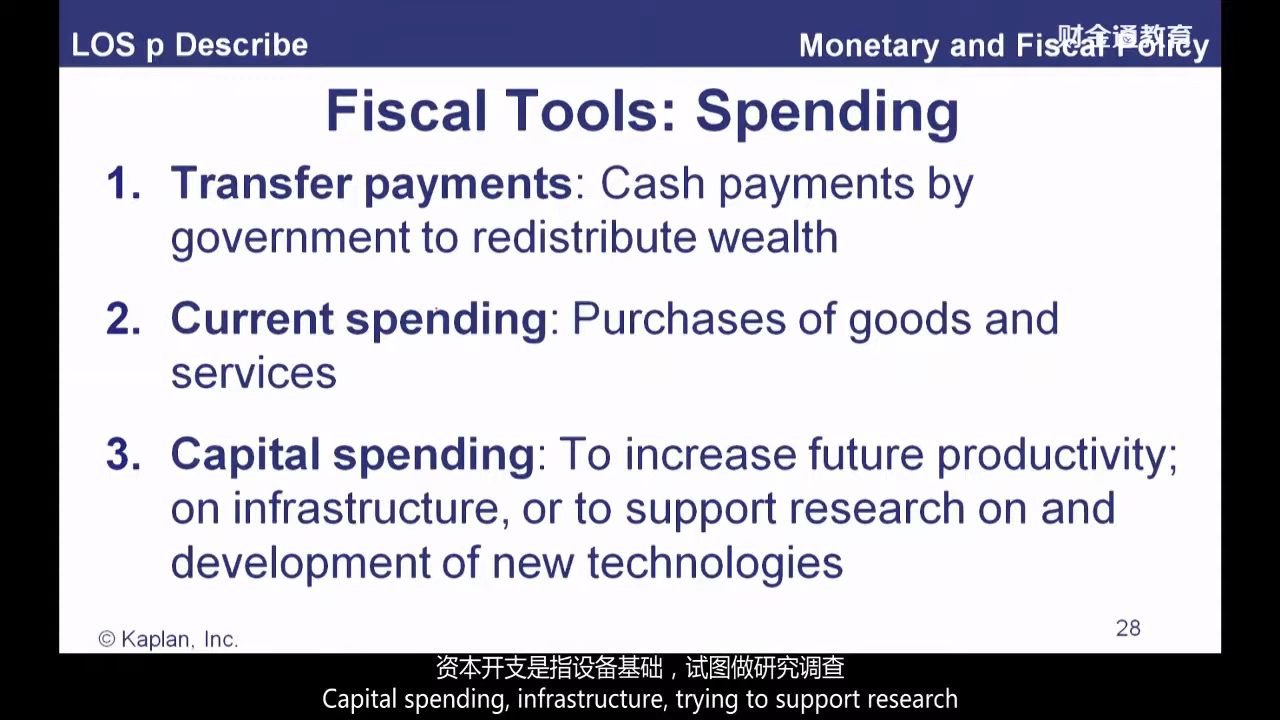 LOS p Describe
Monetary and Fiscal Policy
财金通教育
Fiscal Tools: Spending
1. Transfer payments: Cash payments by
government to redistribute wealth
2. Current spending: Purchases of goods and
services
3. Capital spending: To increase future productivity;
on infrastructure, or to support research on and
development of new technologies
© Kaplan, Inc.
28
资本开支是指设备基础，试图做研究调查
Capital spending, infrastructure, trying to support research